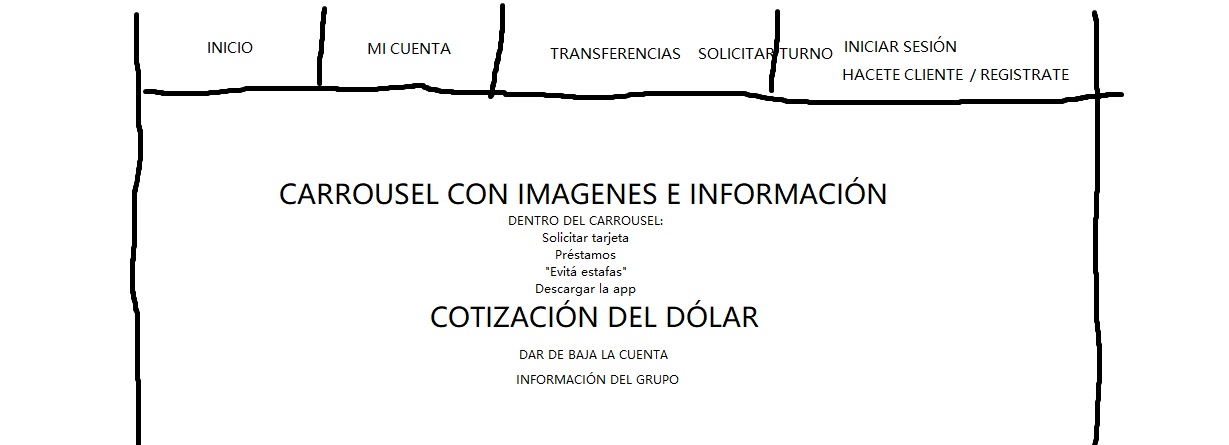 INICIO
MI CUENTA
TRANSFERENCIAS
SOLICITAR TURNO
INICIAR SESIÓN
HACETE CLIENTE / REGISTRATE
CARROUSEL CON IMAGENES E INFORMACIÓN
DENTRO DEL CARROUSEL:
Solicitar tarjeta
Préstamos
"Evitá estafas"
Descargar la app
COTIZACIÓN DEL DÓLAR
DAR DE BAJA LA CUENTA
INFORMACIÓN DEL GRUPO